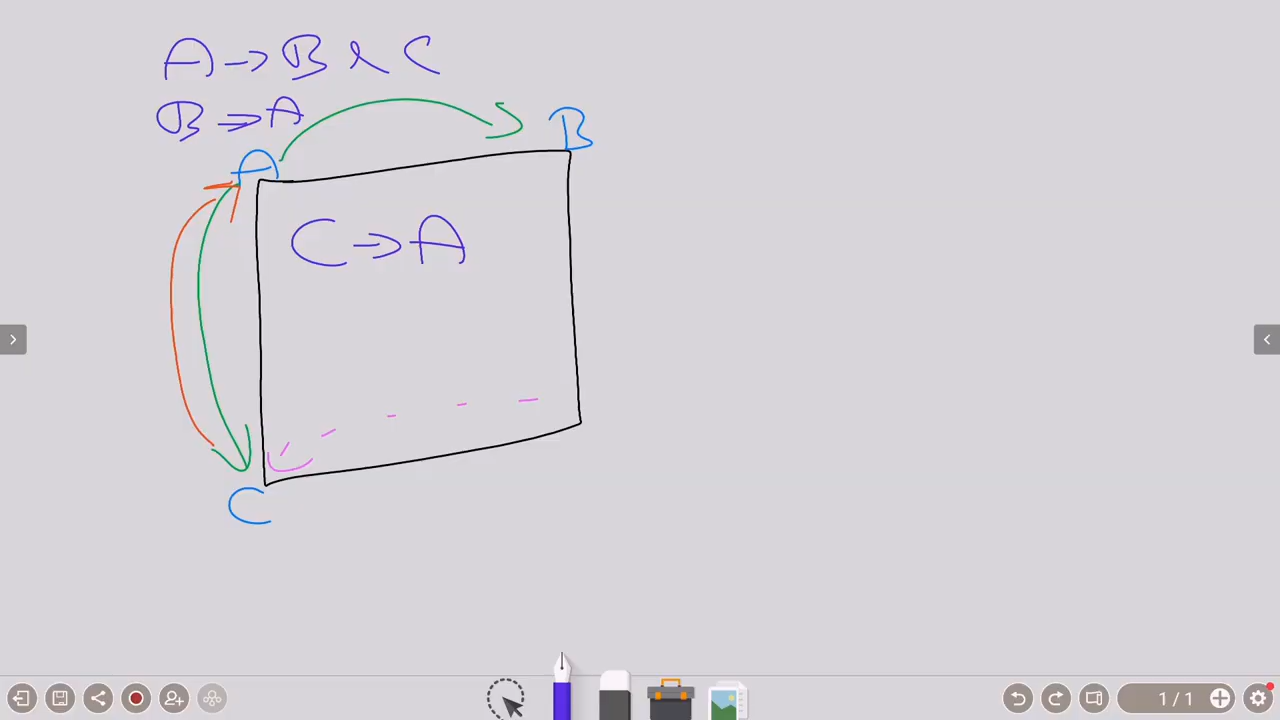 A → B & C
B ⇒ A
A
B
C ⇒ A
C
1/1